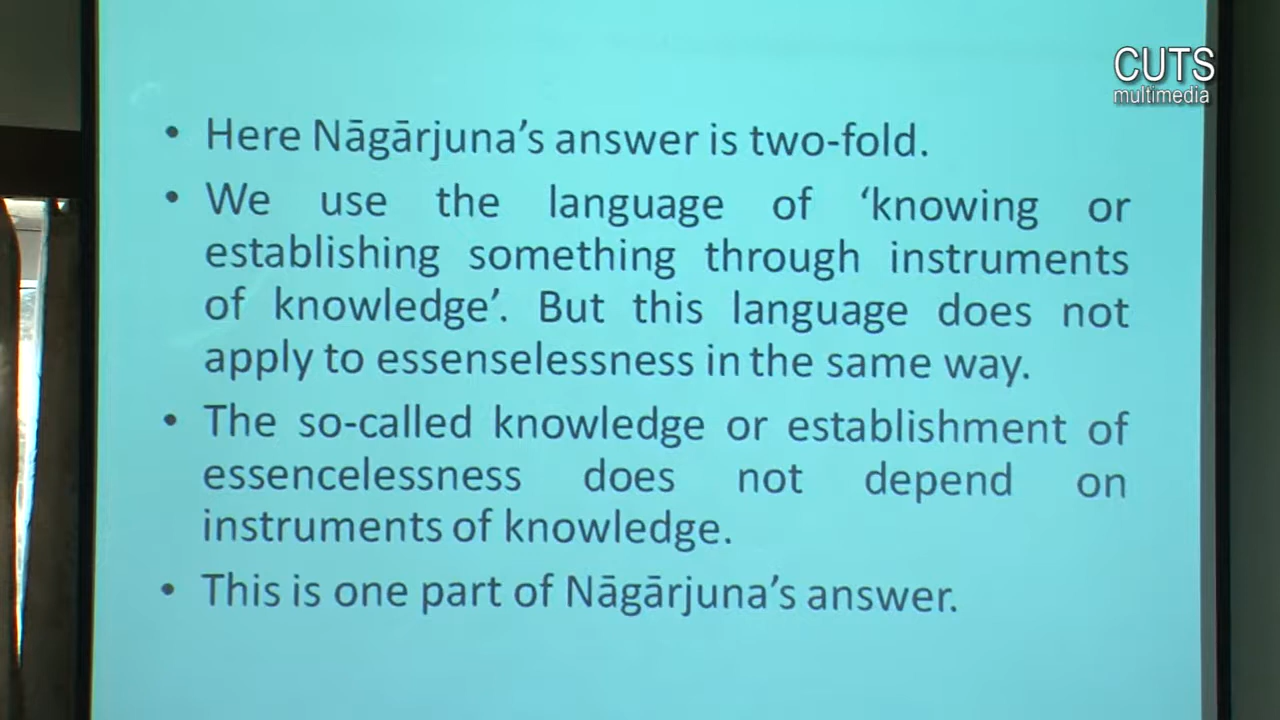 CUTS
multimedia
• Here Nāgārjuna's answer is two-fold.
• We use the language of ‘knowing or
establishing something through instruments
of knowledge’. But this language does not
apply to essenselessness in the same way.
• The so-called knowledge or establishment of
essencelessness does not depend on
instruments of knowledge.
• This is one part of Nāgārjuna's answer.